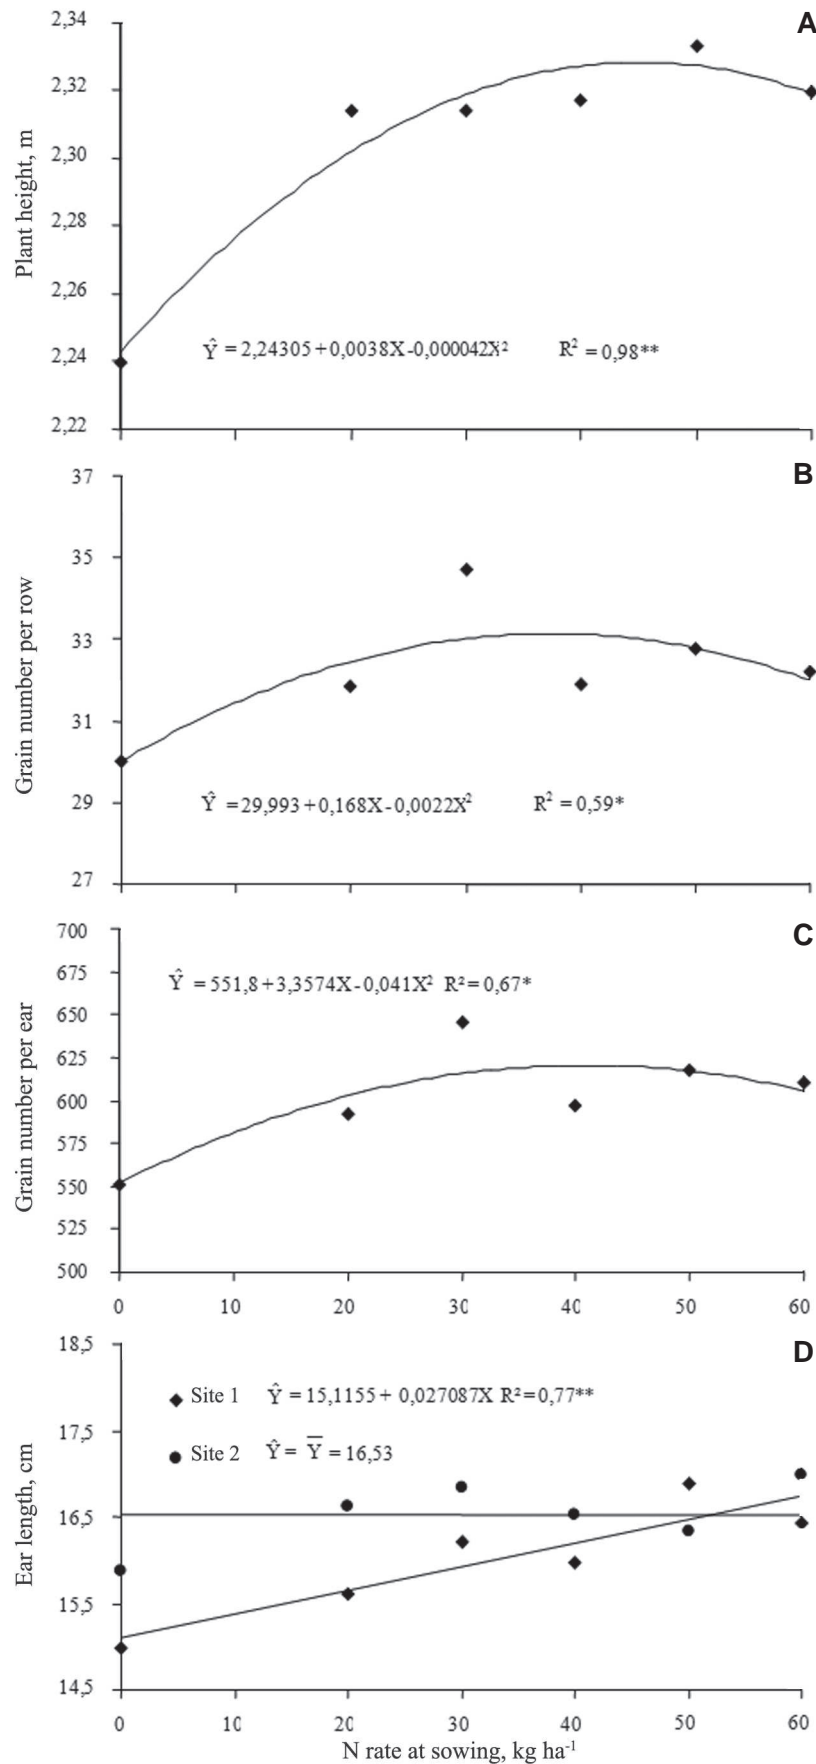 A
2,34
2,32
2,30
2,28
2,26
2,24
2,22
Plant height, m
Ŷ = 2,24305+0,0038X-0,000042X² R² = 0,98**
B
37
35
33
31
29
27
Grain number per row
Ŷ = 29,993+0,168X-0,0022X² R² = 0,59*
C
700
675
650
625
600
575
550
525
500
Grain number per ear
Ŷ = 551,8+3,3574X-0,041X² R² = 0,67*
0 10 20 30 40 50 60
D
18,5
17,5
16,5
15,5
14,5
Ear length, cm
Site 1 Ŷ = 15,1155+ 0,027087X R² = 0,77**
Site 2 Ŷ = Y̅ = 16,53
0 10 20 30 40 50 60
N rate at sowing, kg ha⁻¹